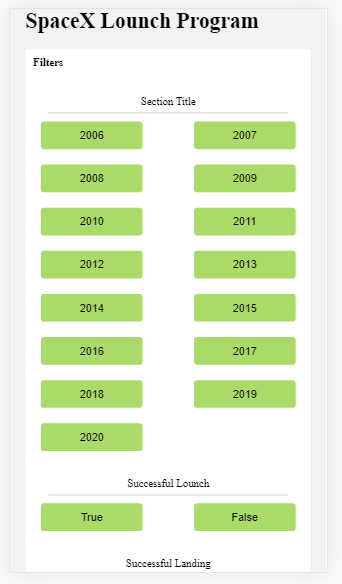 SpaceX Lounch Program
Filters
Section Title
2006 2007
2008 2009
2010 2011
2012 2013
2014 2015
2016 2017
2018 2019
2020
Successful Lounch
True False
Successful Landing